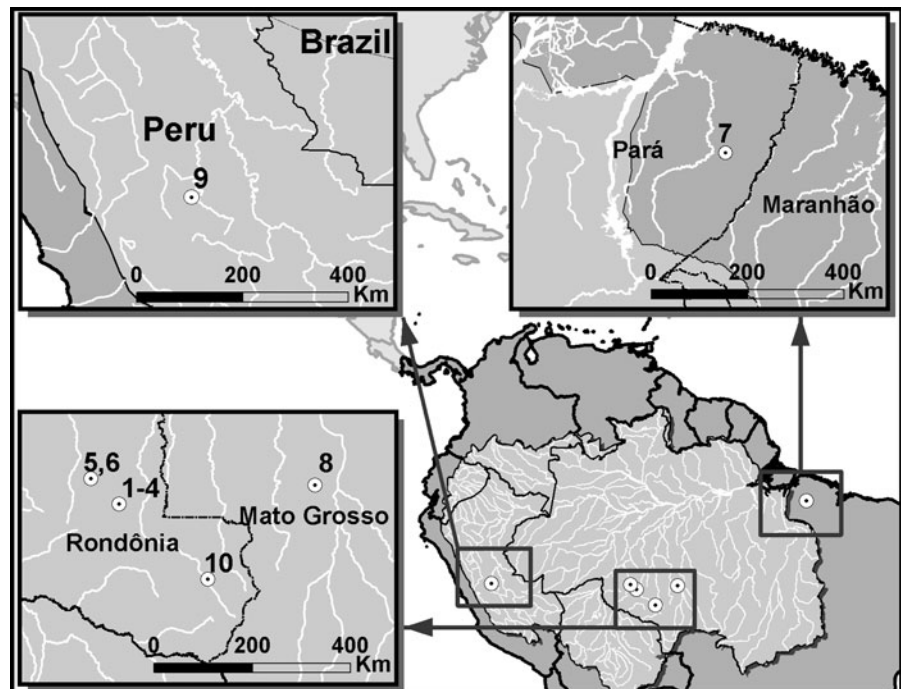 Brazil
Peru
9
0 200 400
Km
7
Pará
Maranhão
0 200 400
Km
5,6
1-4
8
Mato Grosso
Rondônia
10
0 200 400
Km